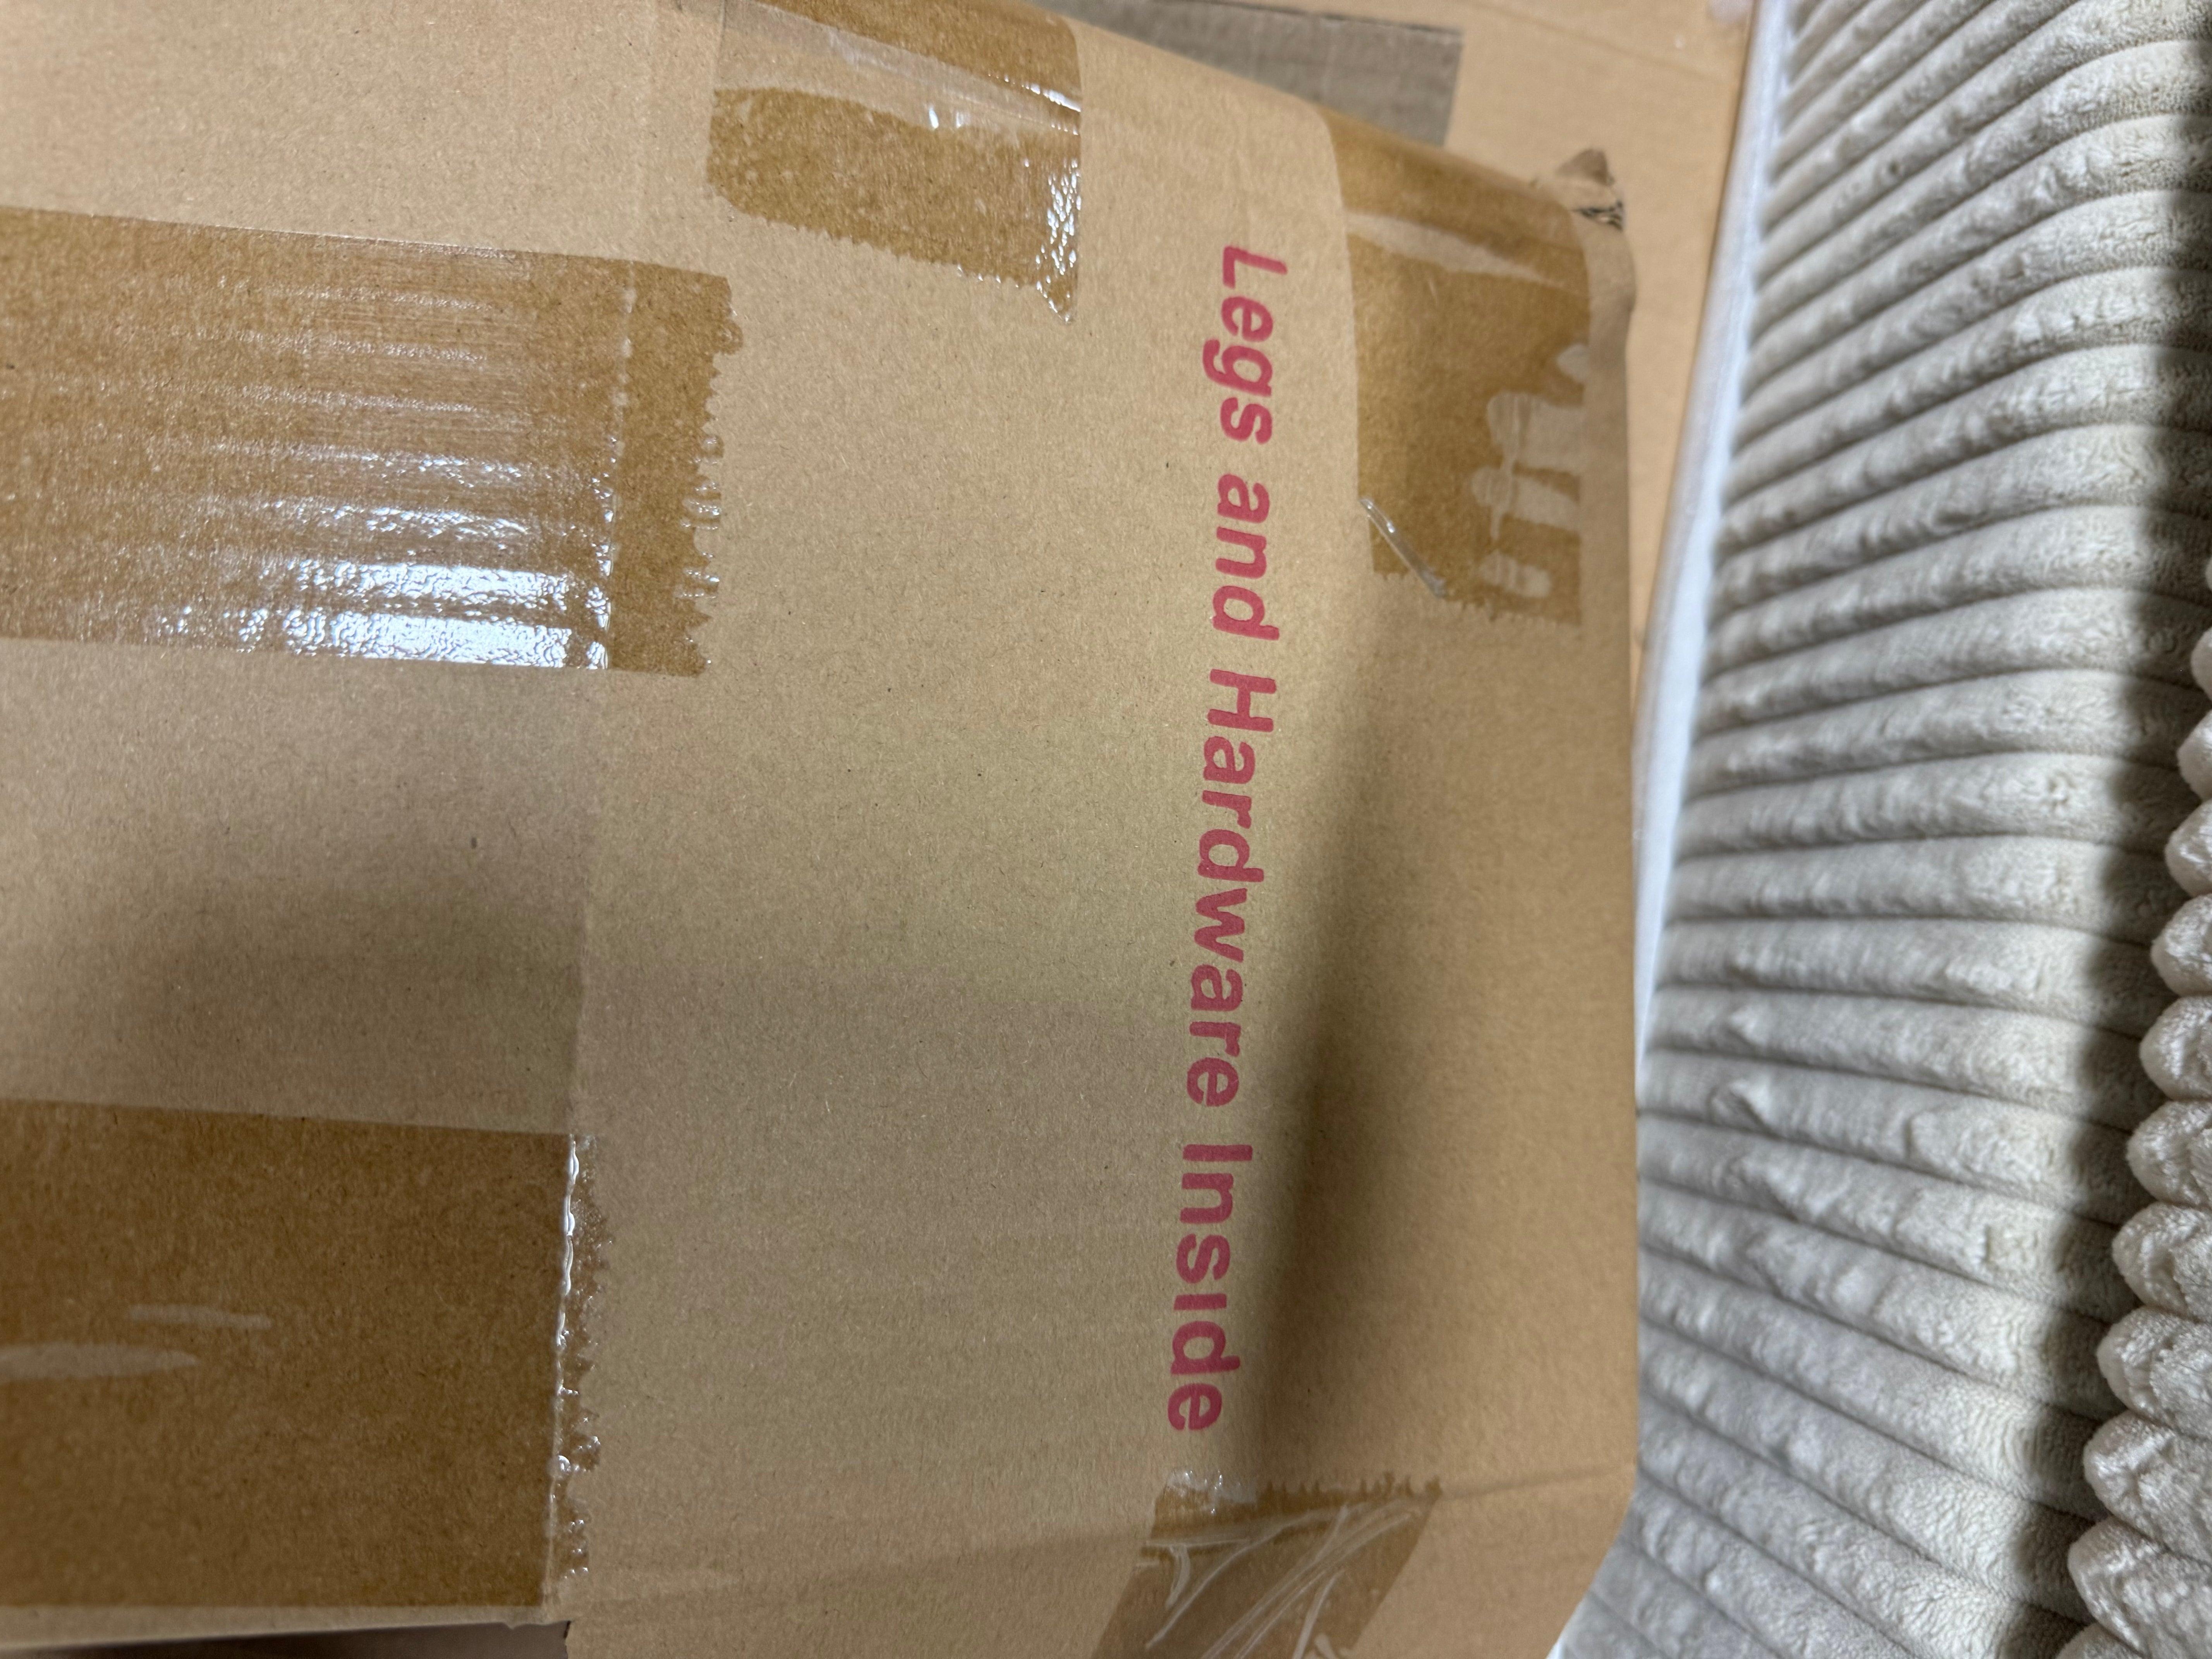 Legs and Hardware Inside